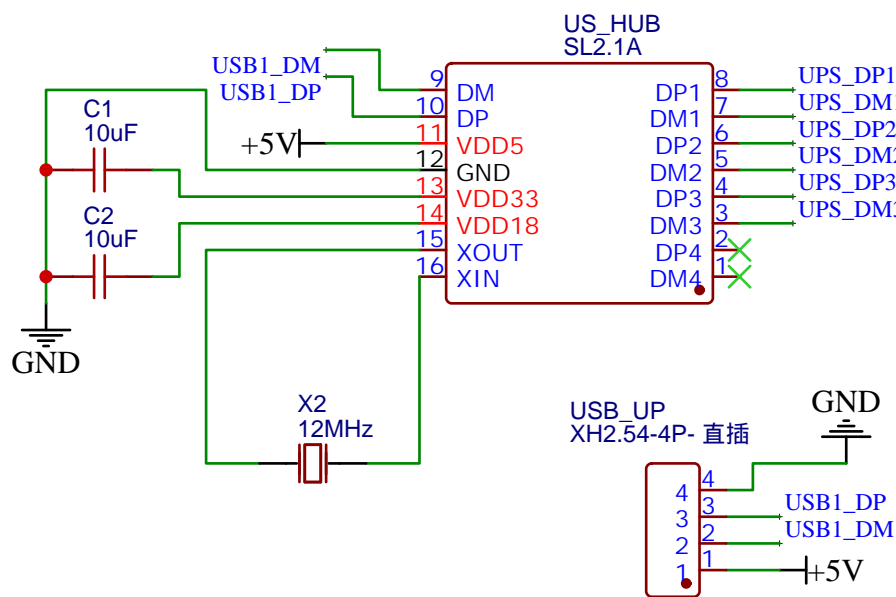 US_HUB
SL2.1A
USB1_DM
USB1_DP
+5V
C1
10uF
C2
10uF
GND
9
10
11
12
13
14
15
16
DM
DP
VDD5
GND
VDD33
VDD18
XOUT
XIN
DP1
DM1
DP2
DM2
DP3
DM3
DP4
DM4
8
7
6
5
4
3
2
1
UPS_DP1
UPS_DM1
UPS_DP2
UPS_DM2
UPS_DP3
UPS_DM3
X2
12MHz
USB_UP
XH2.54-4P- 直插
GND
4
3
2
1
4
3
2
1
USB1_DP
USB1_DM
+5V